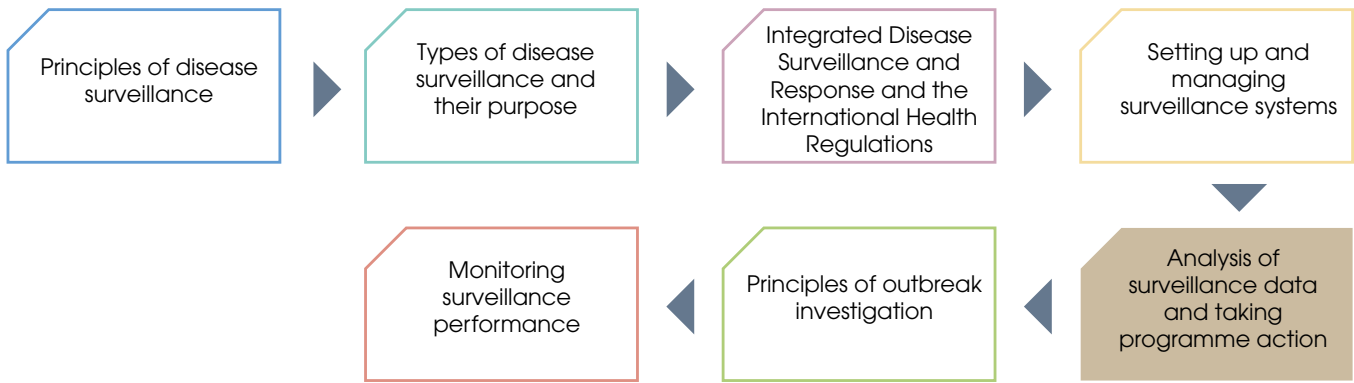 Principles of disease
surveillance
Types of disease
surveillance and
their purpose
Integrated Disease
Surveillance and
Response and the
International Health
Regulations
Setting up and
managing
surveillance systems
Analysis of
surveillance data
and taking
programme action
Principles of outbreak
investigation
Monitoring
surveillance
performance